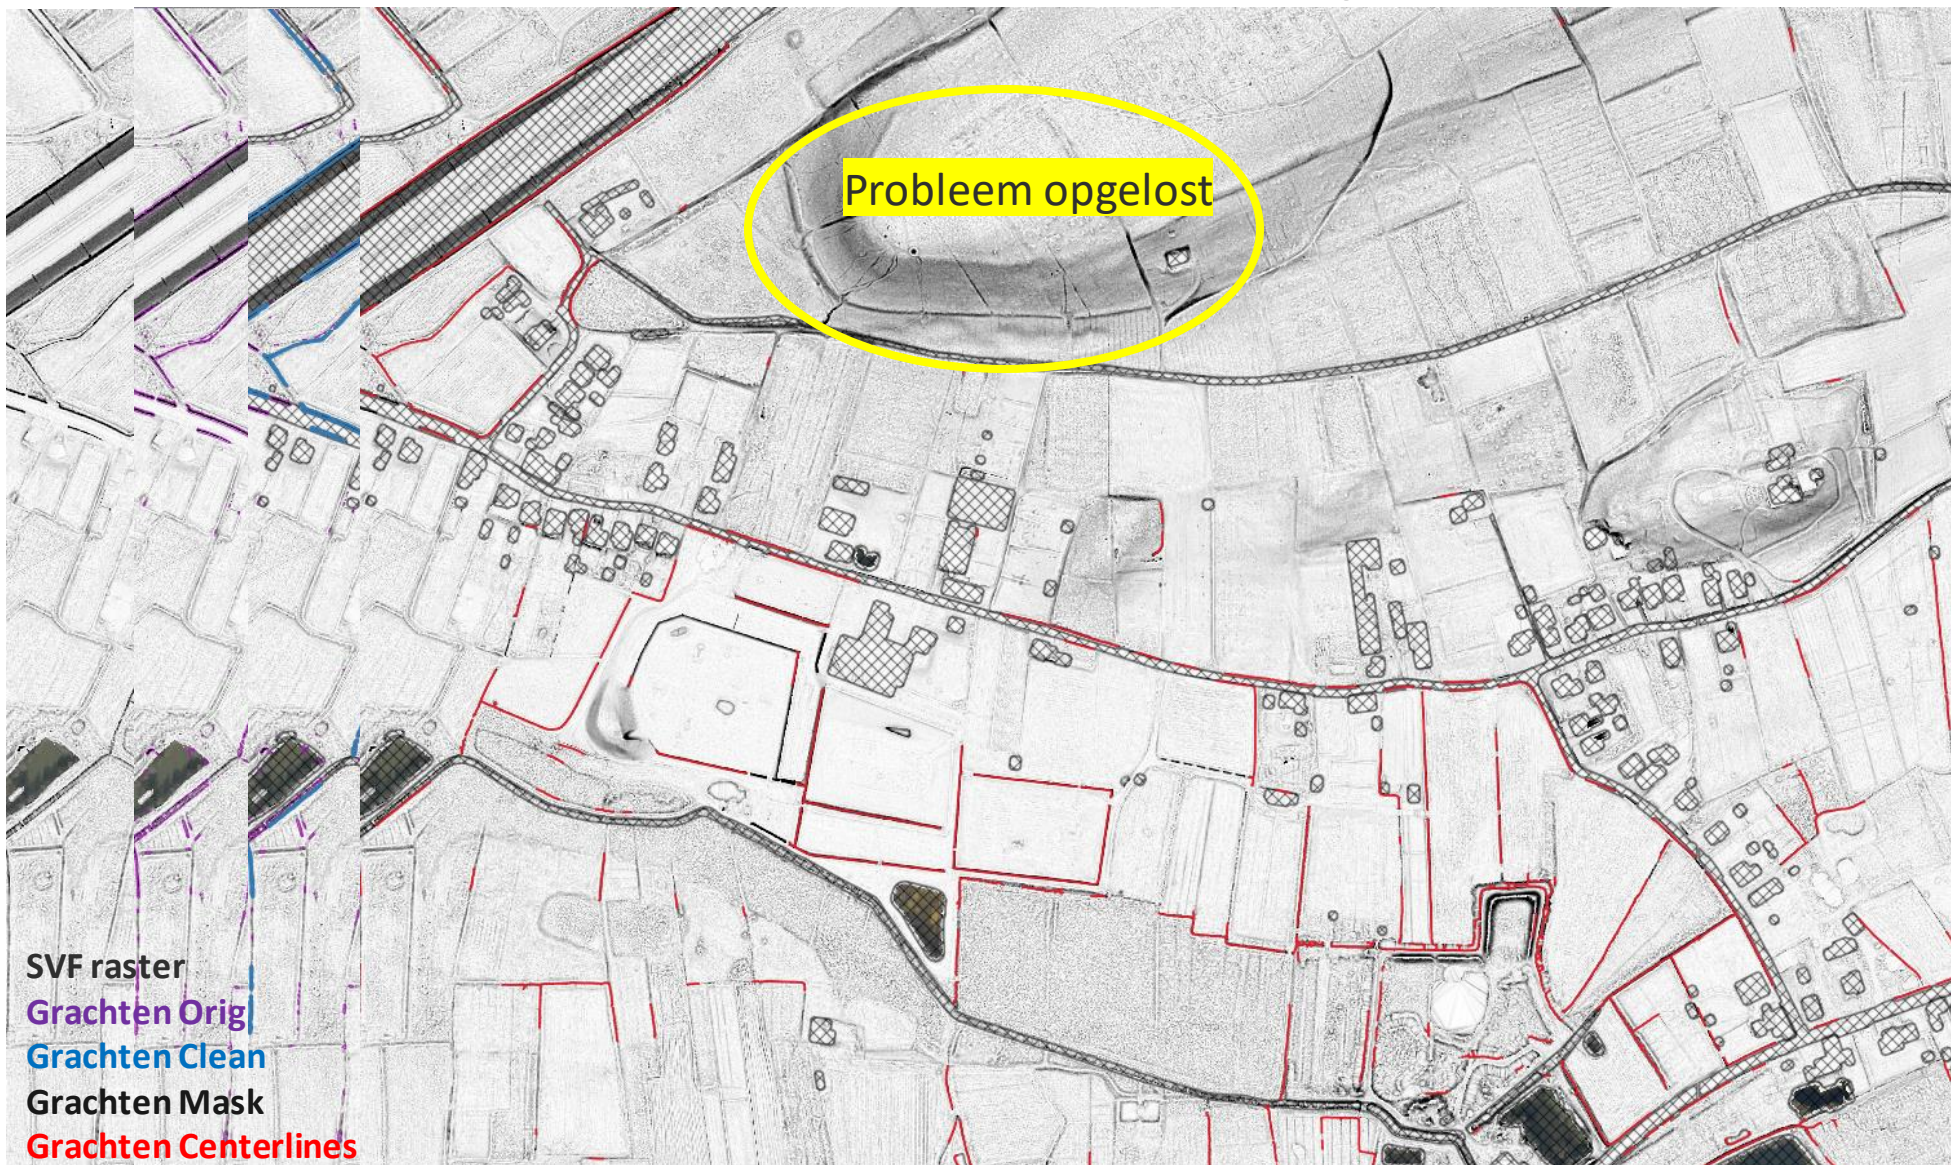 Probleem opgelost
SVF raster
Grachten Orig
Grachten Clean
Grachten Mask
Grachten Centerlines